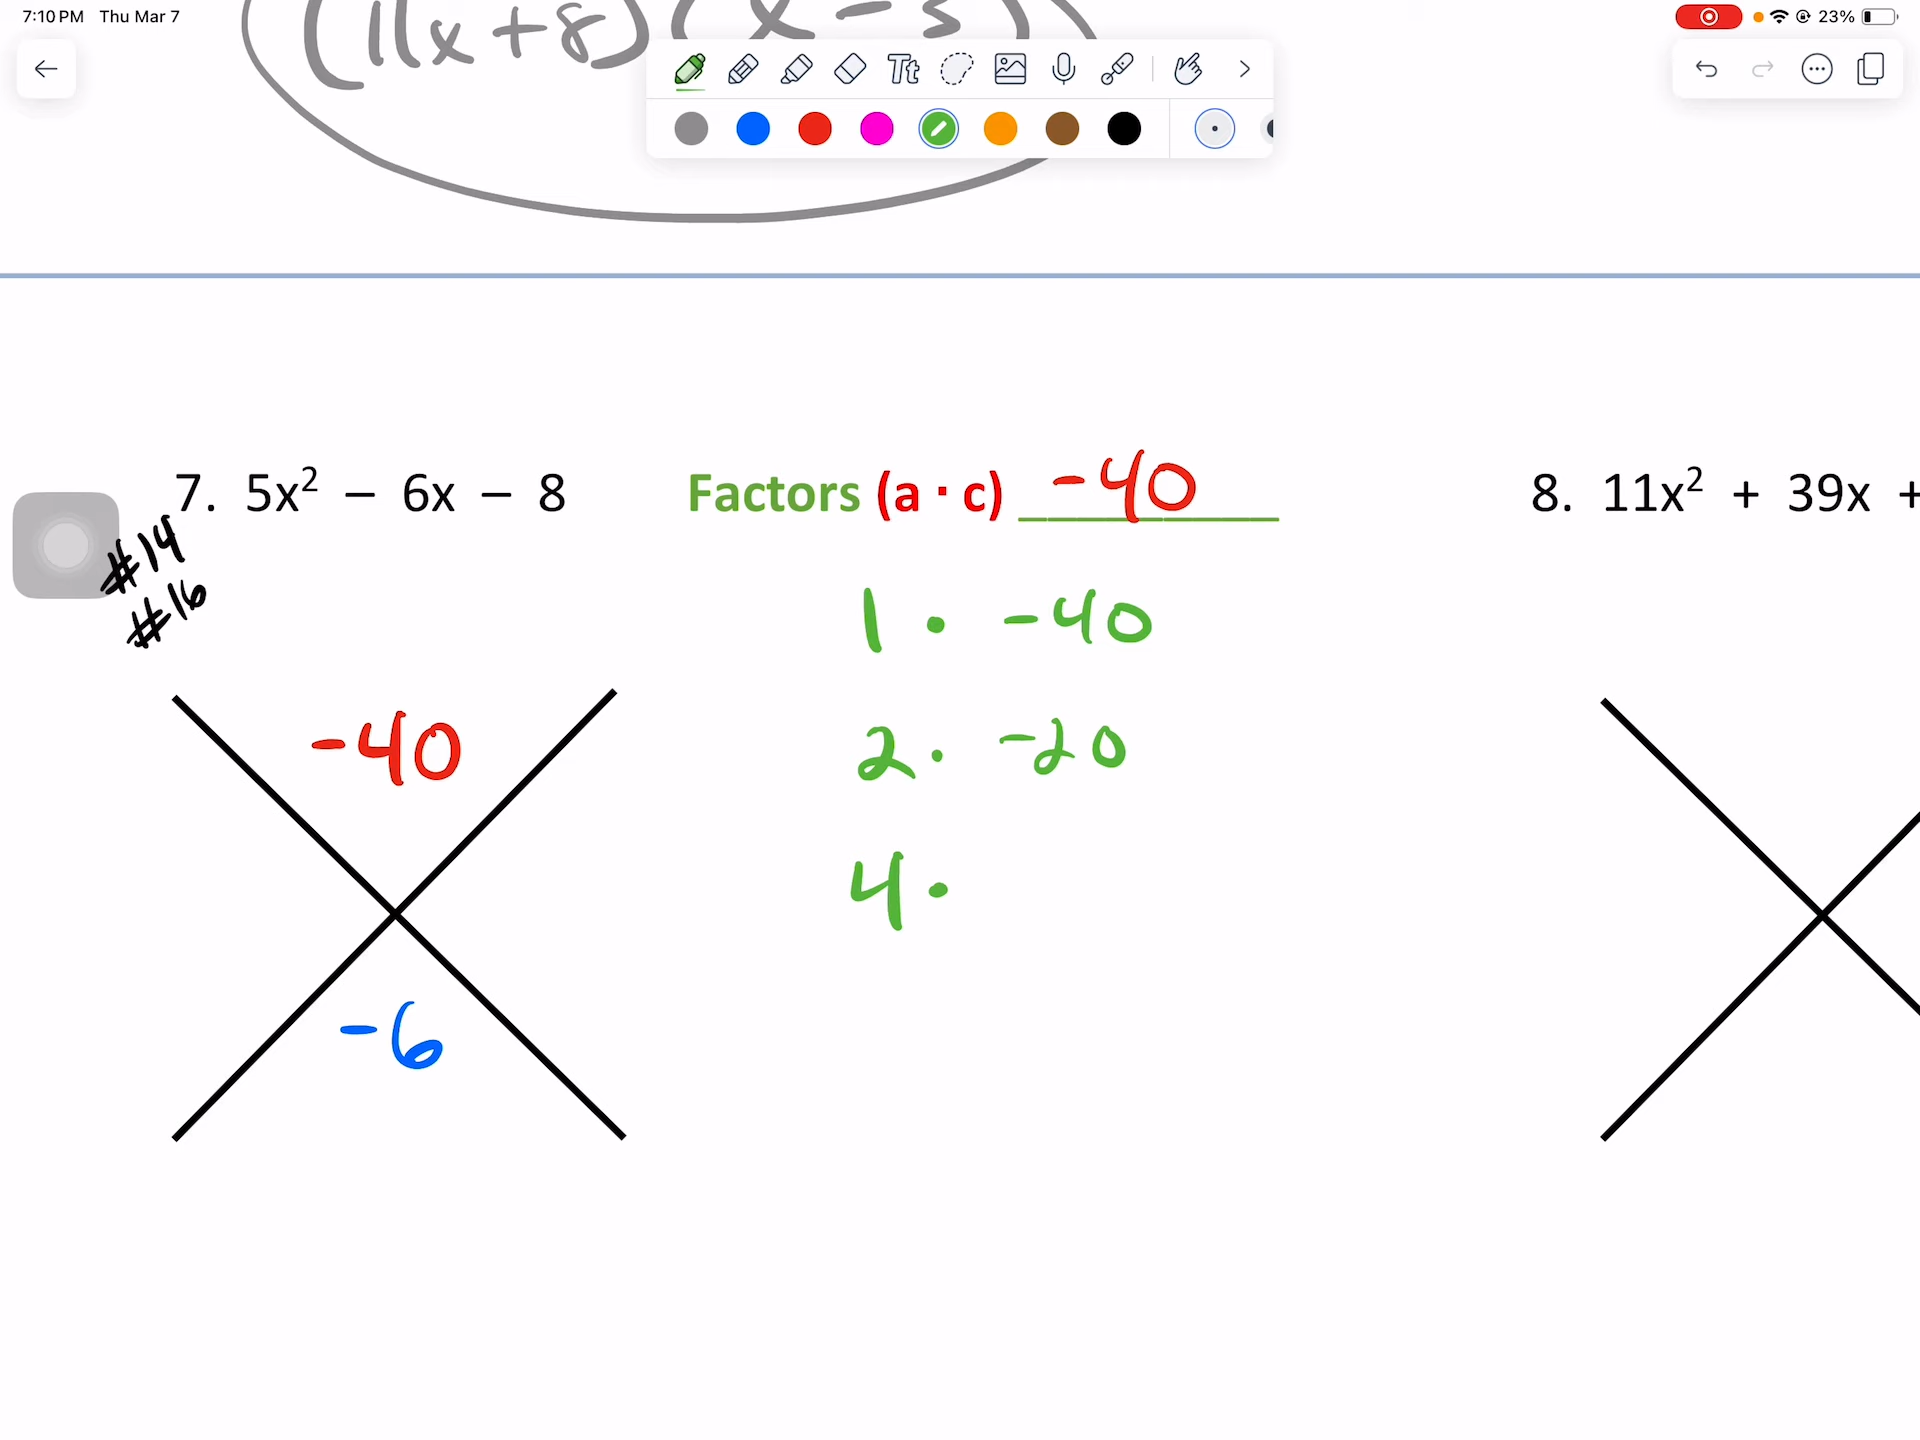 7:10 PM Thu Mar 7
23%
(11x+8)(x-3)
Tt
7. 5x² − 6x − 8
Factors (a · c) -40
8. 11x² + 39x +
#14
#16
1 · -40
2 · -20
4 ·
-40
-6